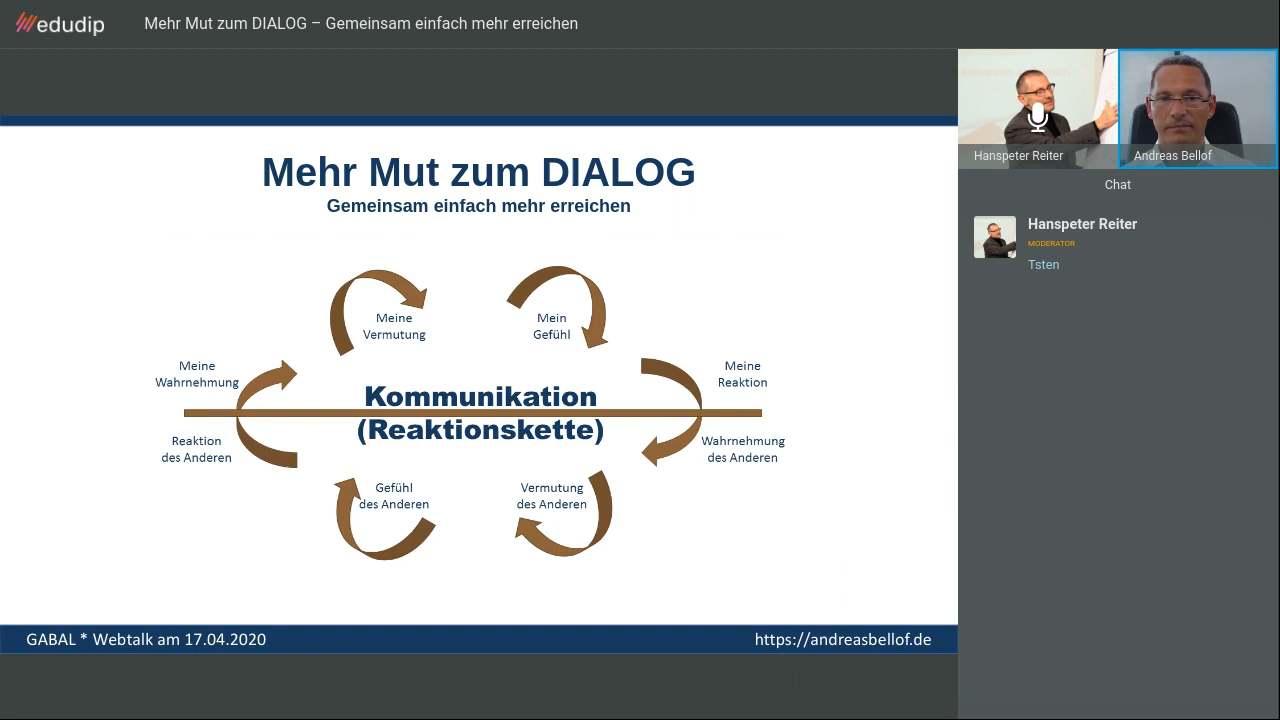 edudip
Mehr Mut zum DIALOG – Gemeinsam einfach mehr erreichen
Hanspeter Reiter
Andreas Bellof
Chat
Hanspeter Reiter
MODERATOR
Tsten
Mehr Mut zum DIALOG
Gemeinsam einfach mehr erreichen
Meine
Vermutung
Mein
Gefühl
Meine
Wahrnehmung
Meine
Reaktion
Kommunikation
(Reaktionskette)
Reaktion
des Anderen
Wahrnehmung
des Anderen
Gefühl
des Anderen
Vermutung
des Anderen
GABAL * Webtalk am 17.04.2020
https://andreasbellof.de